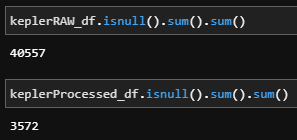 keplerRAW_df.isnull().sum().sum()
40557
keplerProcessed_df.isnull().sum().sum()
3572